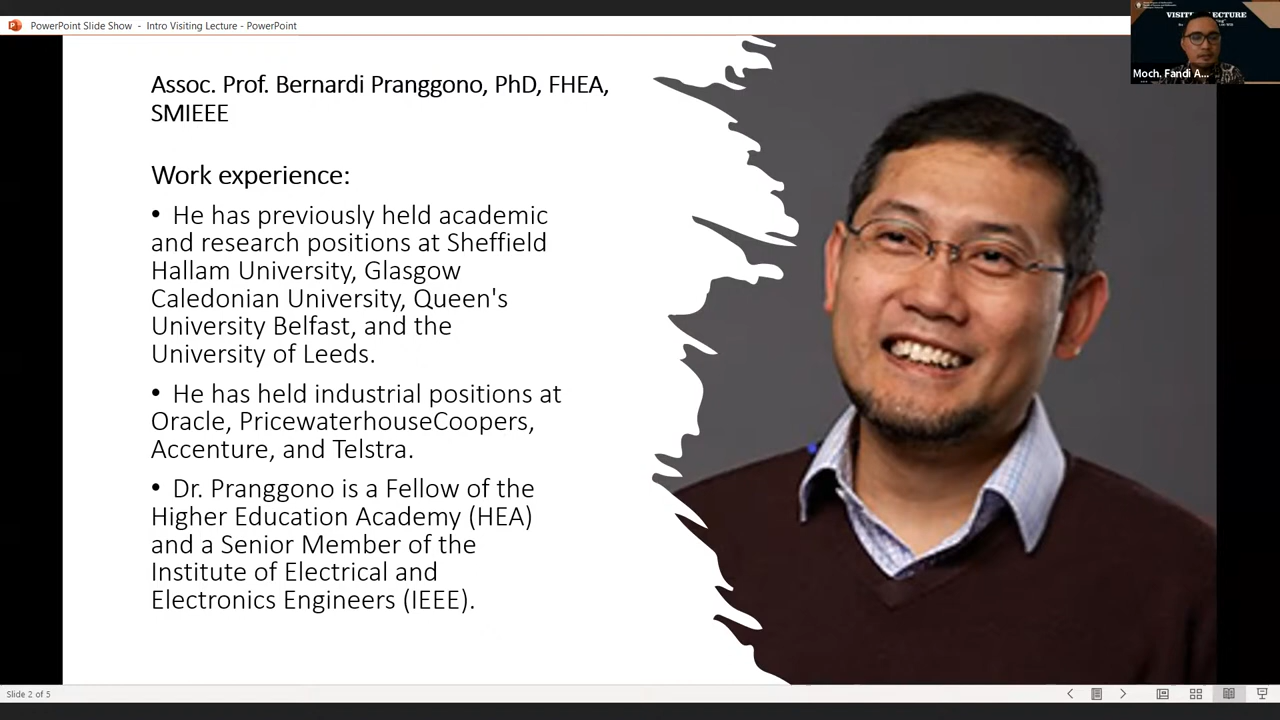 PowerPoint Slide Show - Intro Visiting Lecture - PowerPoint
VISITING LECTURE
Moch. Fandi A...
Assoc. Prof. Bernardi Pranggono, PhD, FHEA,
SMIEEE
Work experience:
• He has previously held academic
and research positions at Sheffield
Hallam University, Glasgow
Caledonian University, Queen's
University Belfast, and the
University of Leeds.
• He has held industrial positions at
Oracle, PricewaterhouseCoopers,
Accenture, and Telstra.
• Dr. Pranggono is a Fellow of the
Higher Education Academy (HEA)
and a Senior Member of the
Institute of Electrical and
Electronics Engineers (IEEE).
Slide 2 of 5